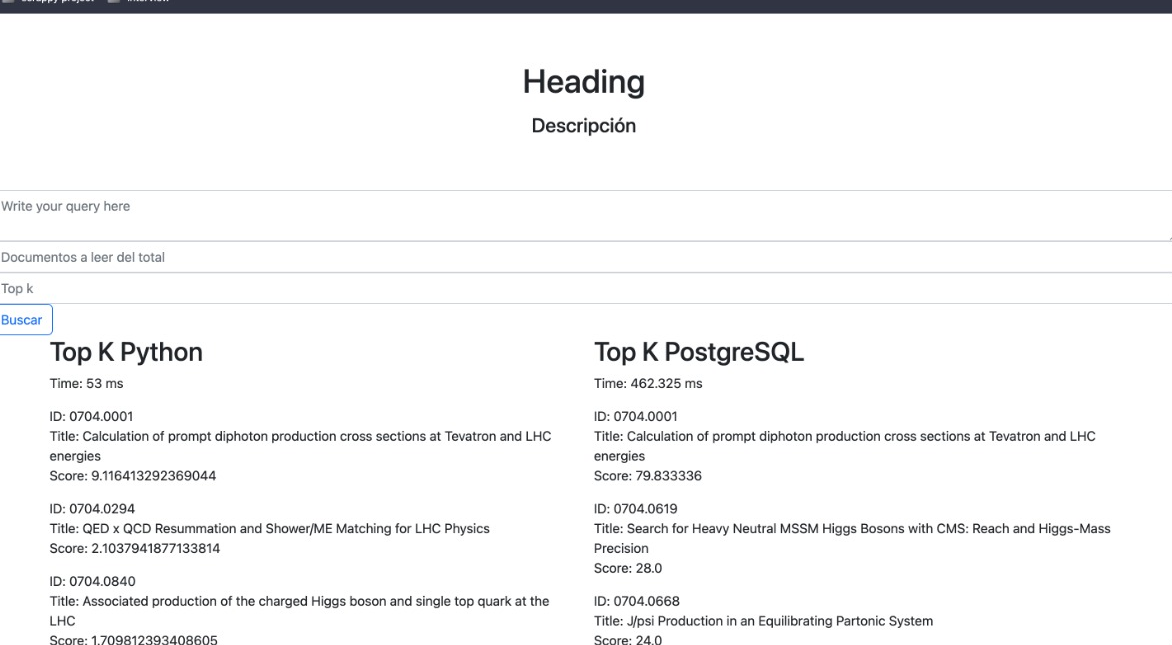 scrappy project interview
Heading
Descripción
Write your query here
Documentos a leer del total
Top k
Buscar
Top K Python
Time: 53 ms
ID: 0704.0001
Title: Calculation of prompt diphoton production cross sections at Tevatron and LHC
energies
Score: 9.116413292369044
ID: 0704.0294
Title: QED x QCD Resummation and Shower/ME Matching for LHC Physics
Score: 2.1037941877133814
ID: 0704.0840
Title: Associated production of the charged Higgs boson and single top quark at the
LHC
Score: 1.709812393408605
Top K PostgreSQL
Time: 462.325 ms
ID: 0704.0001
Title: Calculation of prompt diphoton production cross sections at Tevatron and LHC
energies
Score: 79.833336
ID: 0704.0619
Title: Search for Heavy Neutral MSSM Higgs Bosons with CMS: Reach and Higgs-Mass
Precision
Score: 28.0
ID: 0704.0668
Title: J/psi Production in an Equilibrating Partonic System
Score: 24.0